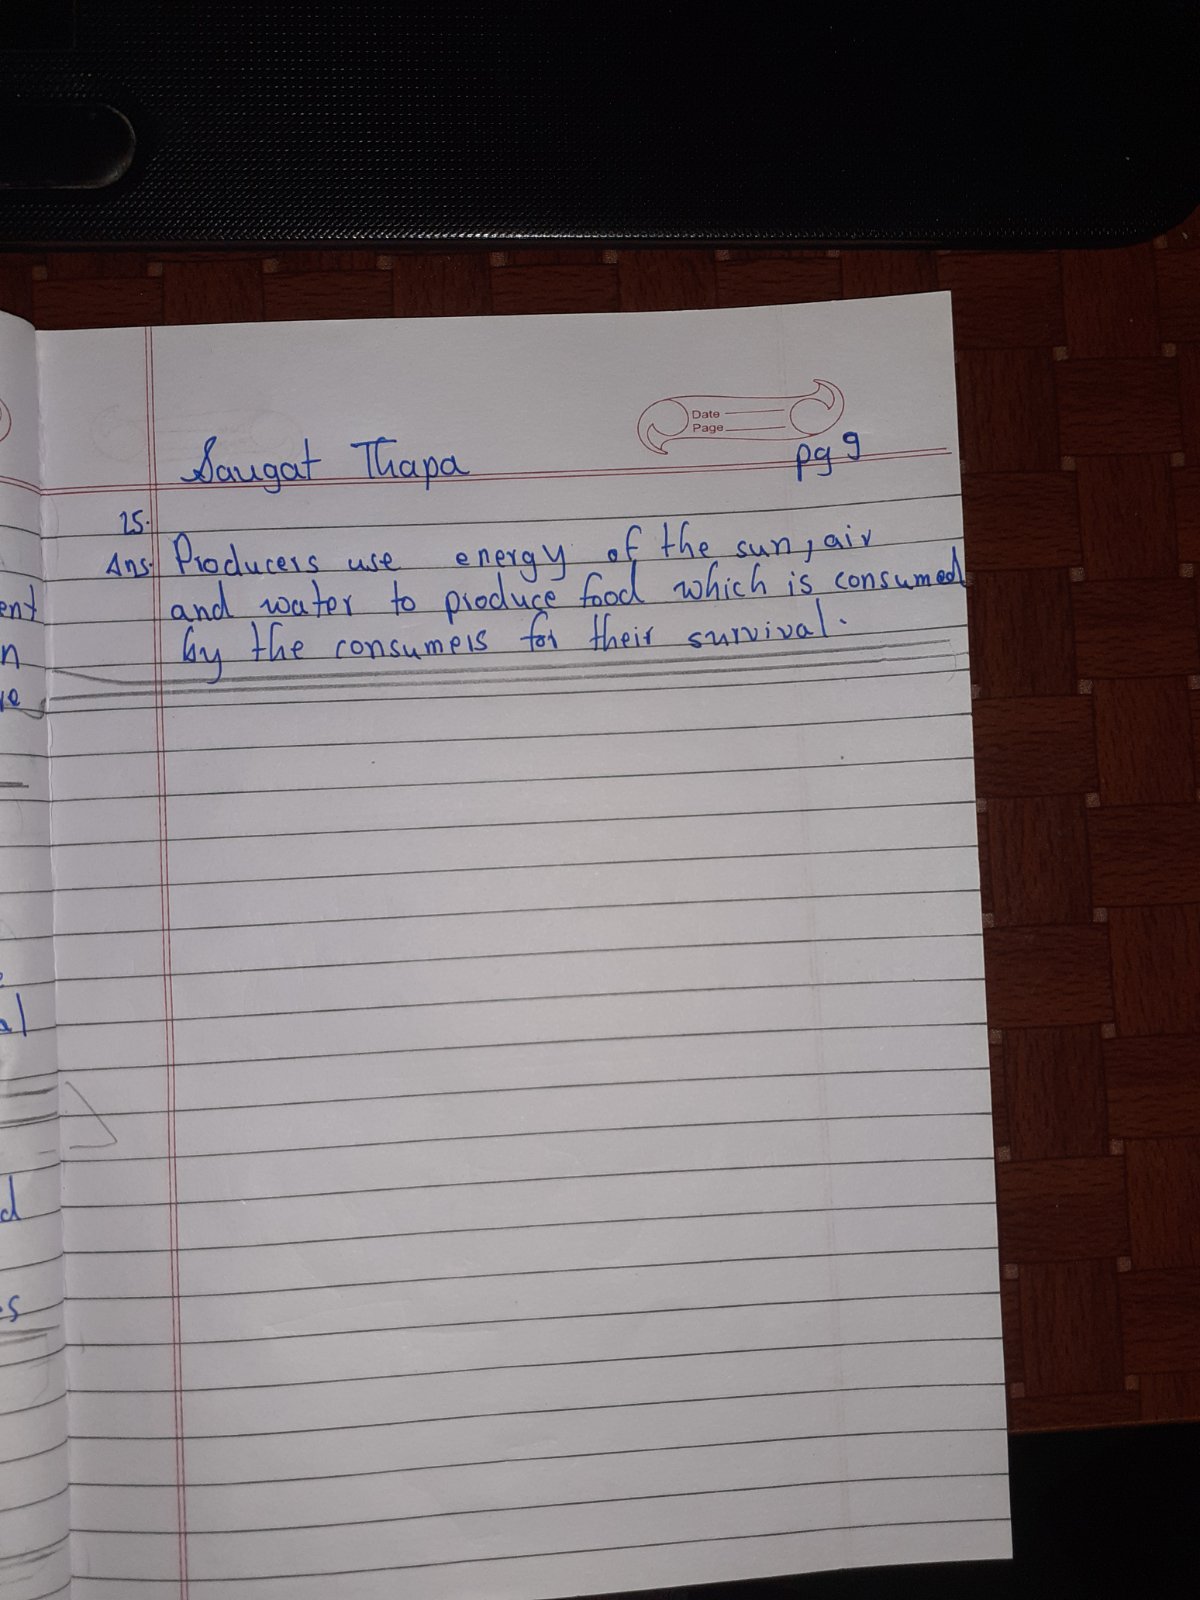 Date
Page
Saugat Thapa
pg 9
25.
Ans. Producers use energy of the sun, air
and water to produce food which is consumed
by the consumers for their survival.
ent
n
al
d